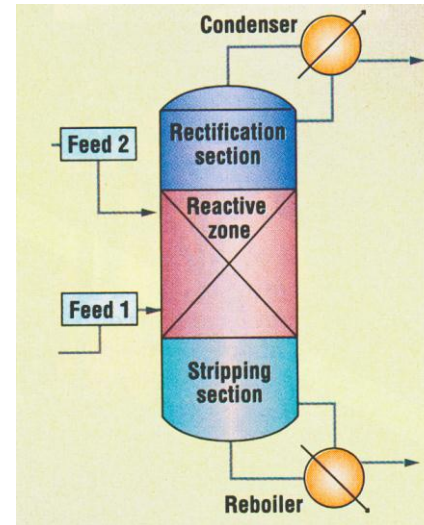 Condenser
Feed 2
Rectification
section
Reactive
zone
Feed 1
Stripping
section
Reboiler